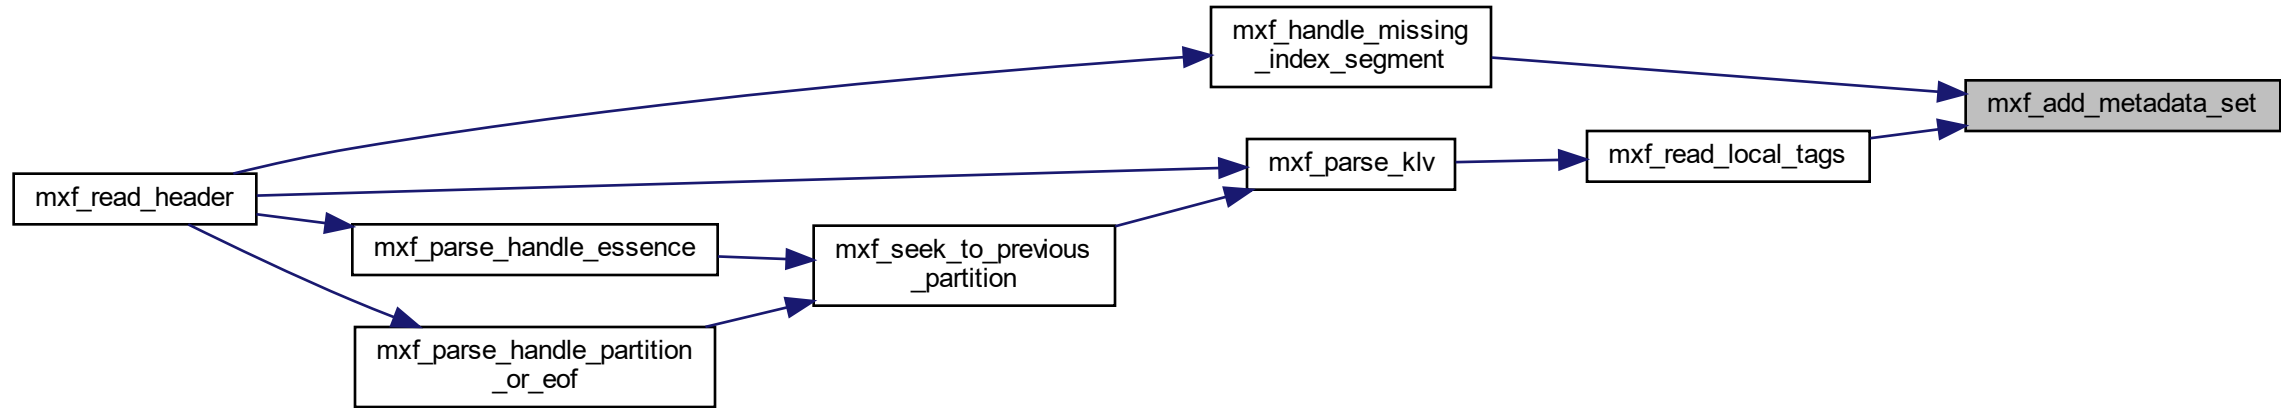 mxf_handle_missing
_index_segment
mxf_add_metadata_set
mxf_read_local_tags
mxf_parse_klv
mxf_read_header
mxf_parse_handle_essence
mxf_seek_to_previous
_partition
mxf_parse_handle_partition
_or_eof